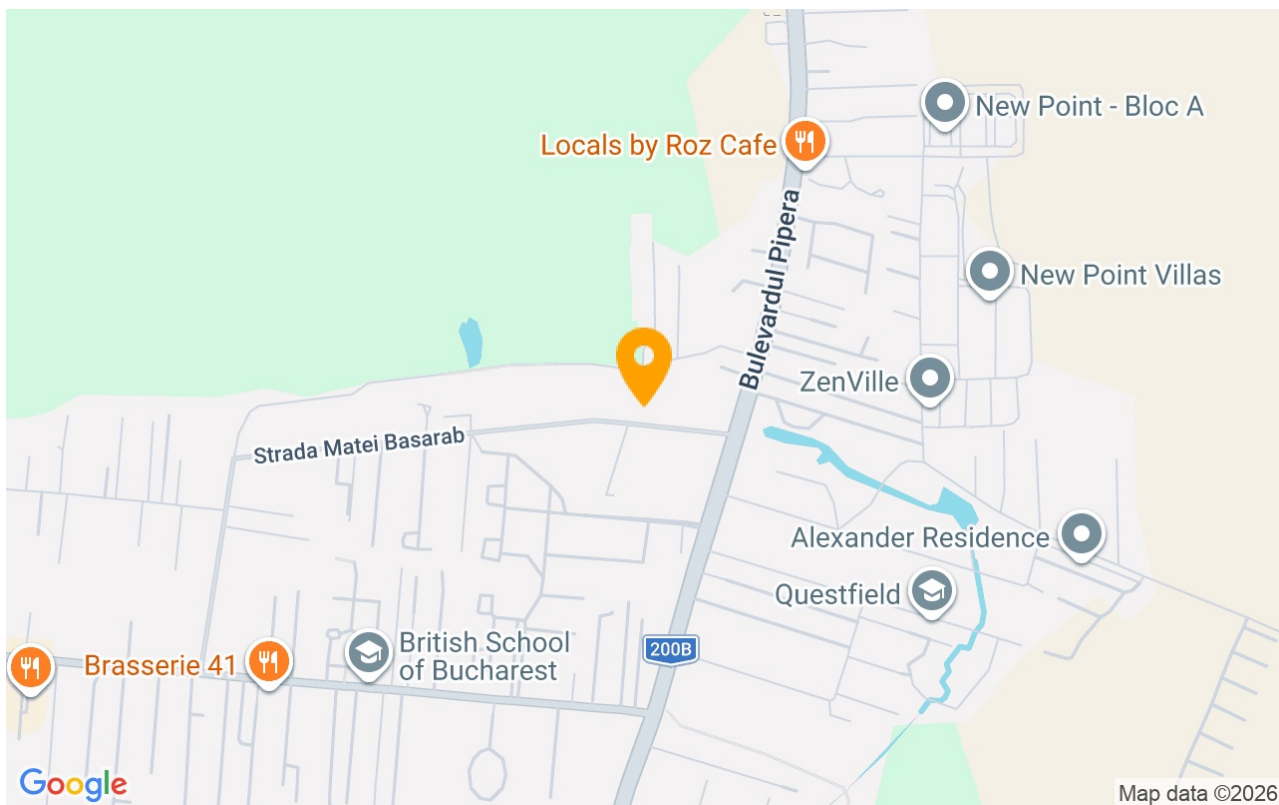 New Point - Bloc A
Locals by Roz Cafe
Bulevardul Pipera
New Point Villas
ZenVille
Strada Matei Basarab
Alexander Residence
Questfield
British School
of Bucharest
200B
Brasserie 41
Google
Map data ©2026